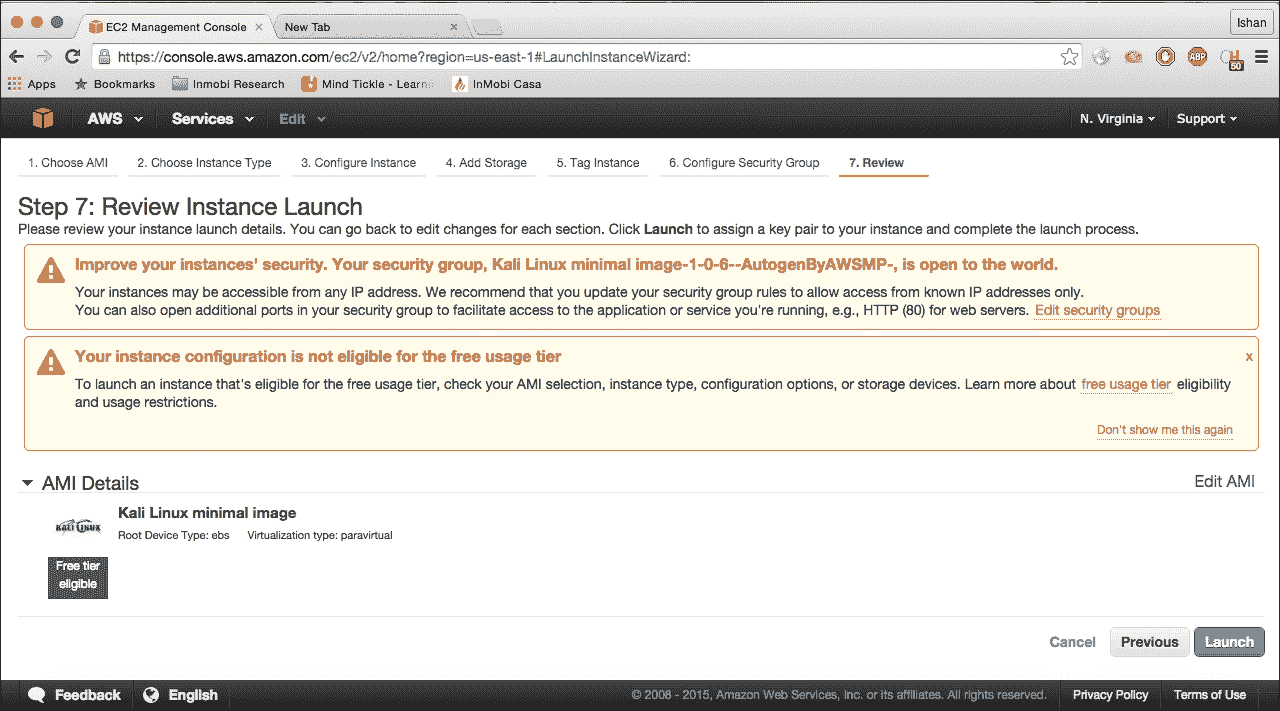 EC2 Management Console
New Tab
Ishan
https://console.aws.amazon.com/ec2/v2/home?region=us-east-1#LaunchInstanceWizard:
ABP
50
Apps
Bookmarks
Inmobi Research
Mind Tickle - Learn
InMobi Casa
AWS
Services
Edit
N. Virginia
Support
1. Choose AMI
2. Choose Instance Type
3. Configure Instance
4. Add Storage
5. Tag Instance
6. Configure Security Group
7. Review
Step 7: Review Instance Launch
Please review your instance launch details. You can go back to edit changes for each section. Click Launch to assign a key pair to your instance and complete the launch process.
Improve your instances' security. Your security group, Kali Linux minimal image-1-0-6--AutogenByAWSMP-, is open to the world.
Your instances may be accessible from any IP address. We recommend that you update your security group rules to allow access from known IP addresses only.
You can also open additional ports in your security group to facilitate access to the application or service you're running, e.g., HTTP (80) for web servers. Edit security groups
Your instance configuration is not eligible for the free usage tier
x
To launch an instance that's eligible for the free usage tier, check your AMI selection, instance type, configuration options, or storage devices. Learn more about free usage tier eligibility
and usage restrictions.
Don't show me this again
AMI Details
Edit AMI
KALI LINUX
Kali Linux minimal image
Root Device Type: ebs Virtualization type: paravirtual
Free tier
eligible
Cancel
Previous
Launch
Feedback
English
© 2008 - 2015, Amazon Web Services, Inc. or its affiliates. All rights reserved.
Privacy Policy
Terms of Use